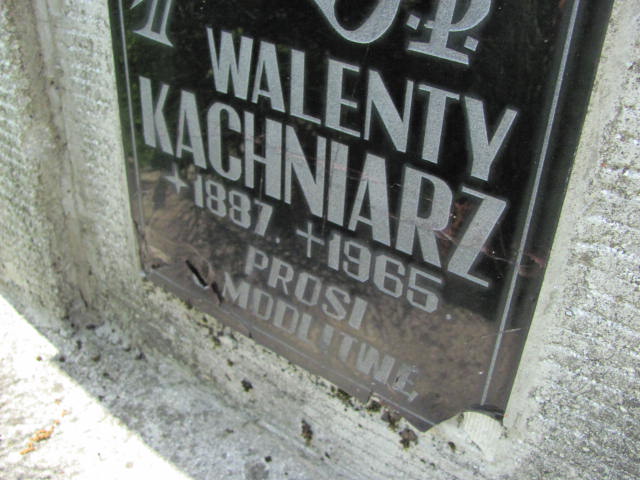 Ś.P.
WALENTY
KACHNIARZ
+1887. +1965.
PROSI
O MODLITWĘ